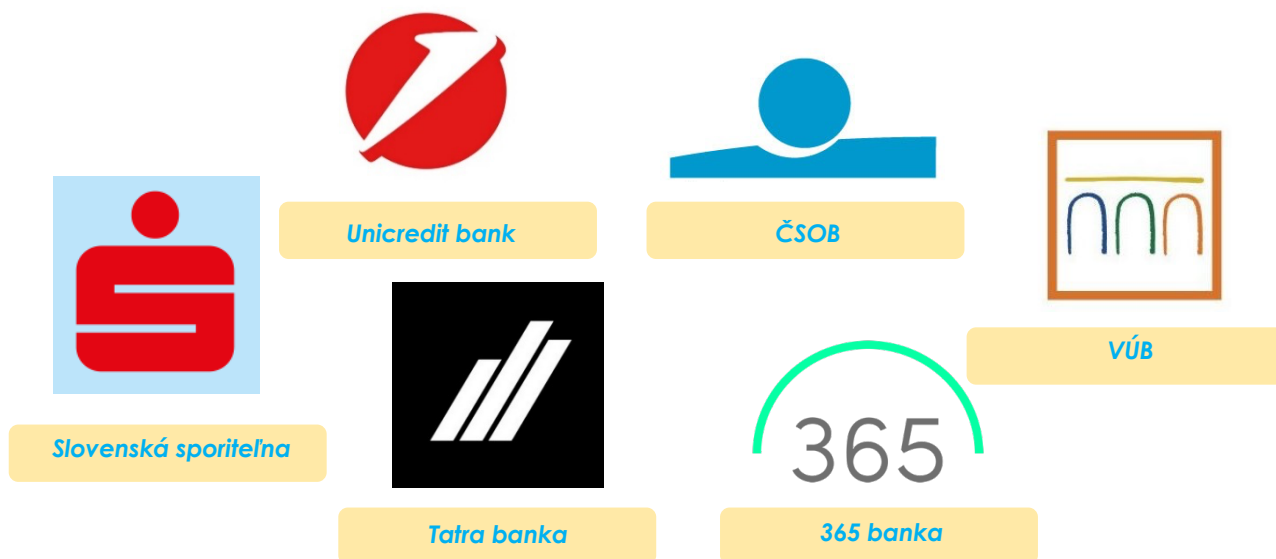 Unicredit bank
ČSOB
VÚB
Slovenská sporiteľna
365
Tatra banka
365 banka